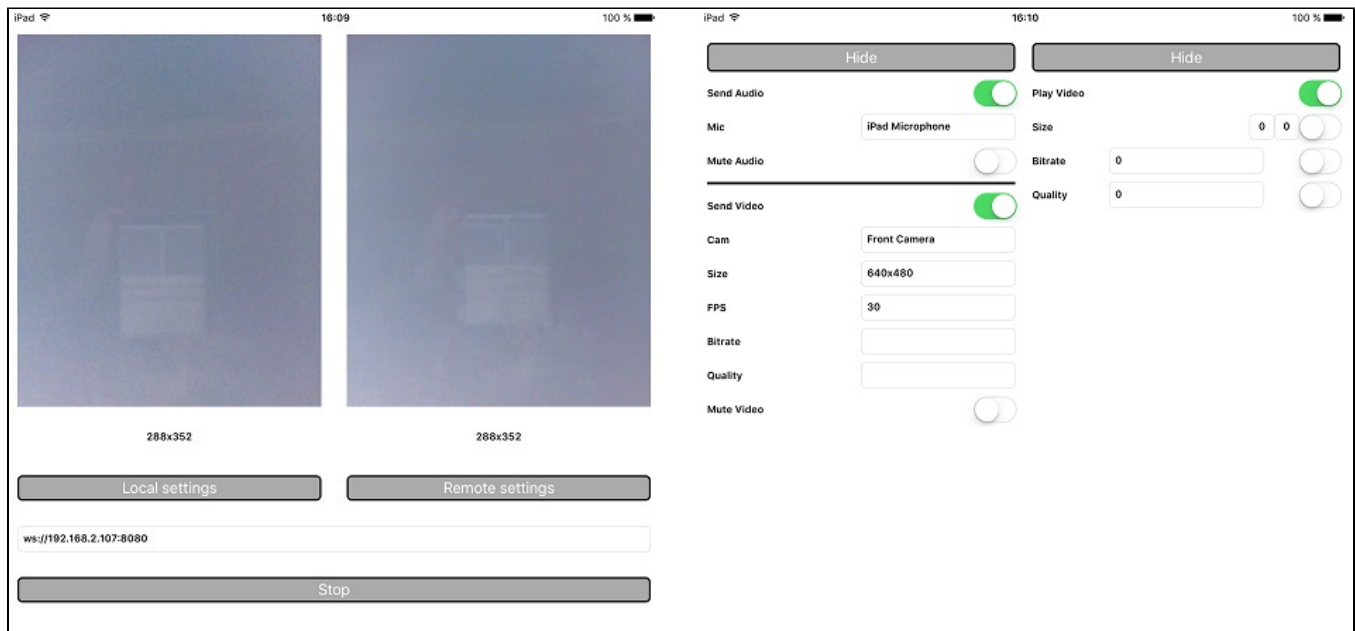 iPad 16:09 100 %
288x352 288x352
Local settings Remote settings
ws://192.168.2.107:8080
Stop
iPad 16:10 100 %
Hide
Send Audio
Mic iPad Microphone
Mute Audio
Send Video
Cam Front Camera
Size 640x480
FPS 30
Bitrate
Quality
Mute Video
Hide
Play Video
Size 0 0
Bitrate 0
Quality 0